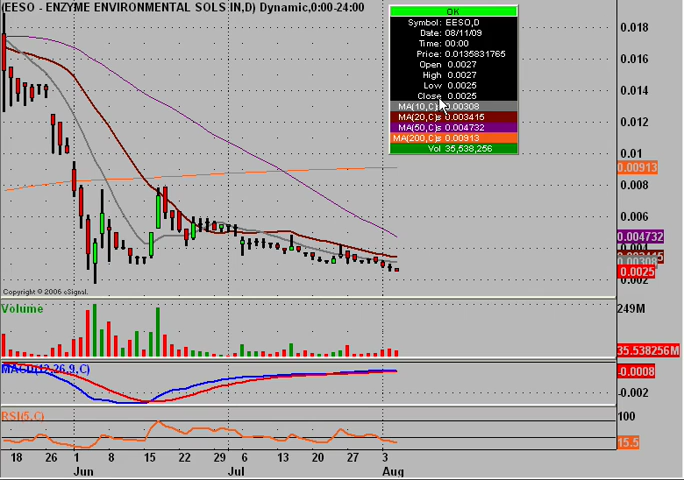 (EESO - ENZYME ENVIRONMENTAL SOLS IN,D) Dynamic,0:00-24:00
OK
Symbol: EESO,D
Date: 08/11/09
Time: 00:00
Price: 0.0135831765
Open 0.0027
High 0.0027
Low 0.0025
Close 0.0025
MA(10,C)s 0.00308
MA(20,C)s 0.003415
MA(50,C)s 0.004732
MA(200,C)s 0.00913
Vol 35,538,256
0.018
0.016
0.014
0.012
0.01
0.00913
0.008
0.006
0.004732
0.004
0.00308
0.0025
0.002
Copyright © 2006 eSignal.
Volume
249M
35.538256M
MACD(12,26,9,C)
-0.0008
-0.002
RSI(5,C)
100
15.5
18 26 1 8 15 22 29 6 13 20 27 3
Jun Jul Aug